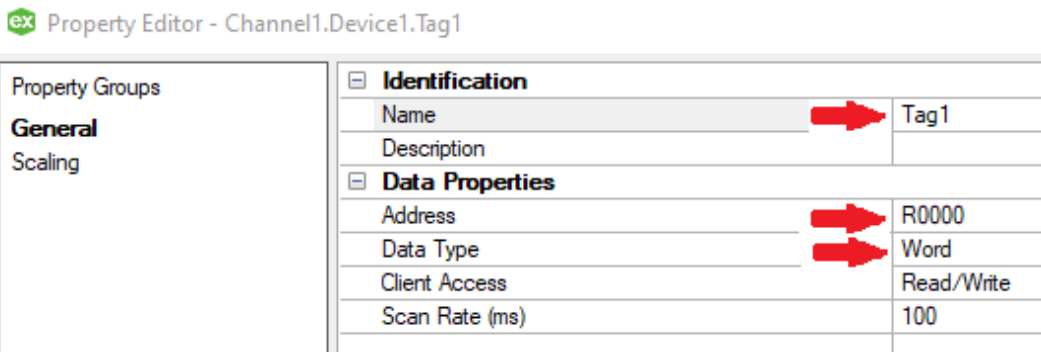 ex Property Editor - Channel1.Device1.Tag1
Property Groups
General
Scaling
Identification
Name Tag1
Description
Data Properties
Address R0000
Data Type Word
Client Access Read/Write
Scan Rate (ms) 100